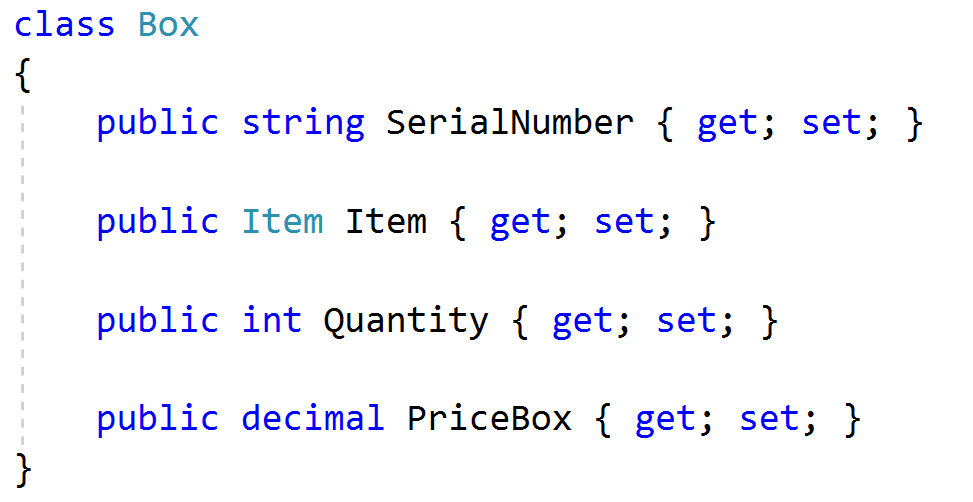 class Box
{
public string SerialNumber { get; set; }
public Item Item { get; set; }
public int Quantity { get; set; }
public decimal PriceBox { get; set; }
}